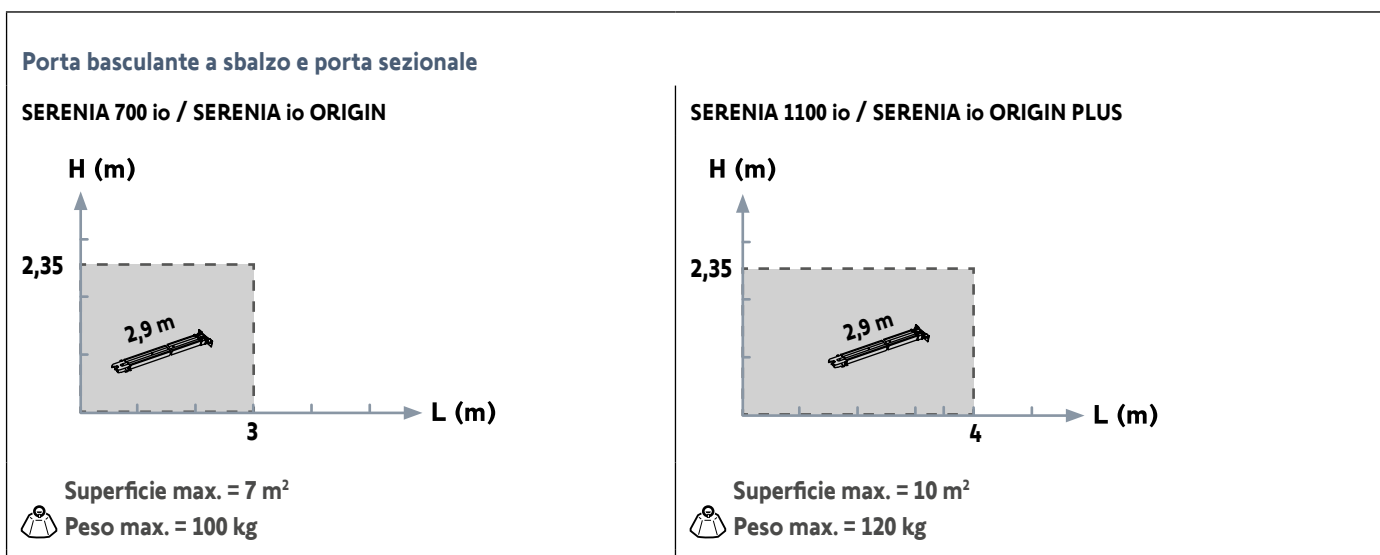 Porta basculante a sbalzo e porta sezionale
SERENIA 700 io / SERENIA io ORIGIN
H (m)
2,35
2,9 m
L (m)
3
Superficie max. = 7 m²
Peso max. = 100 kg
SERENIA 1100 io / SERENIA io ORIGIN PLUS
H (m)
2,35
2,9 m
L (m)
4
Superficie max. = 10 m²
Peso max. = 120 kg